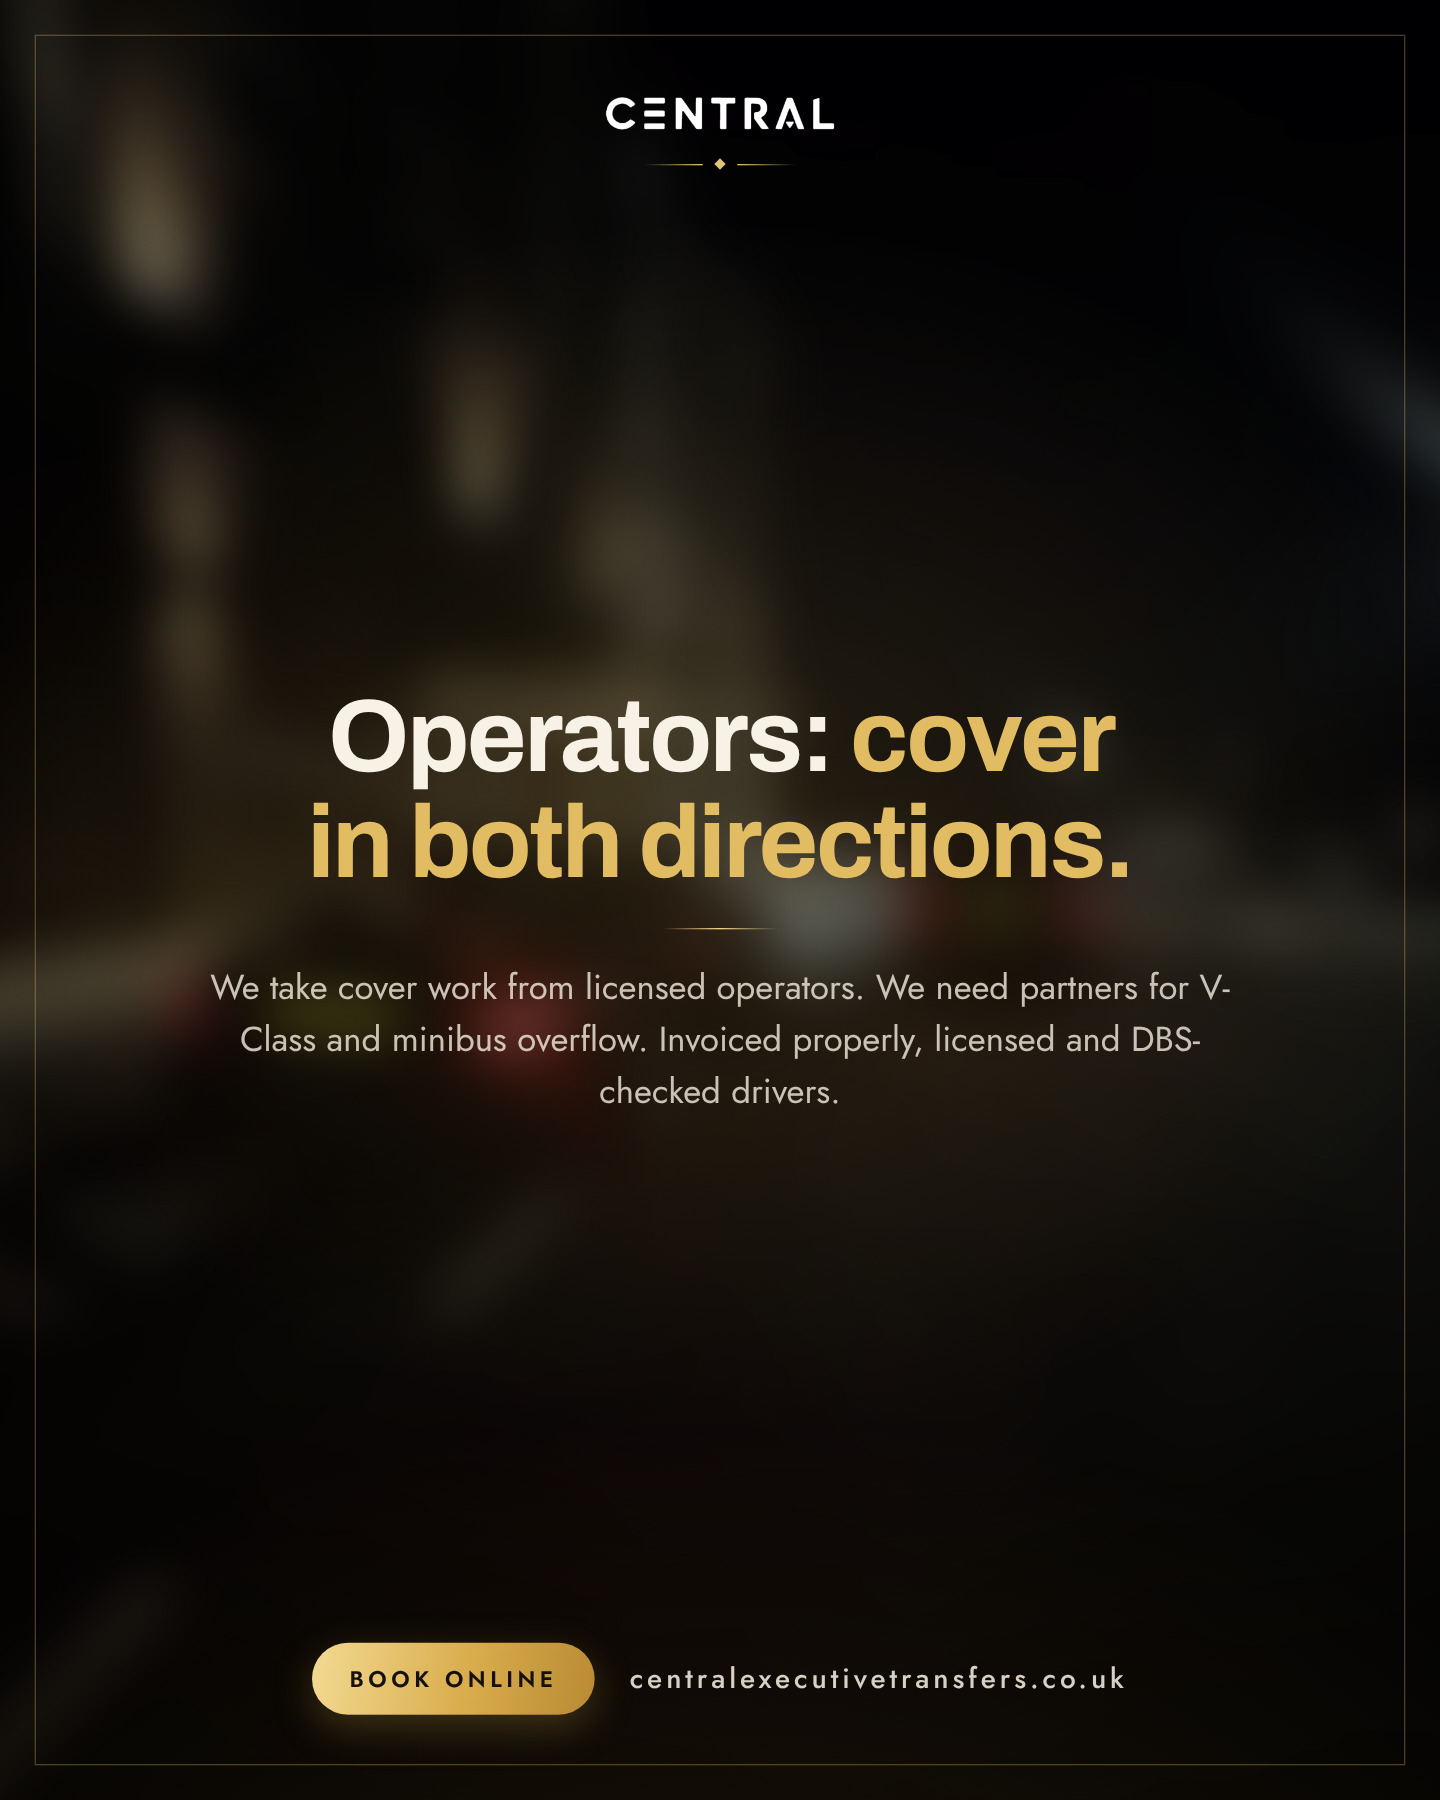 CENTRAL
Operators: cover
in both directions.
We take cover work from licensed operators. We need partners for V-
Class and minibus overflow. Invoiced properly, licensed and DBS-
checked drivers.
BOOK ONLINE
centralexecutivetransfers.co.uk